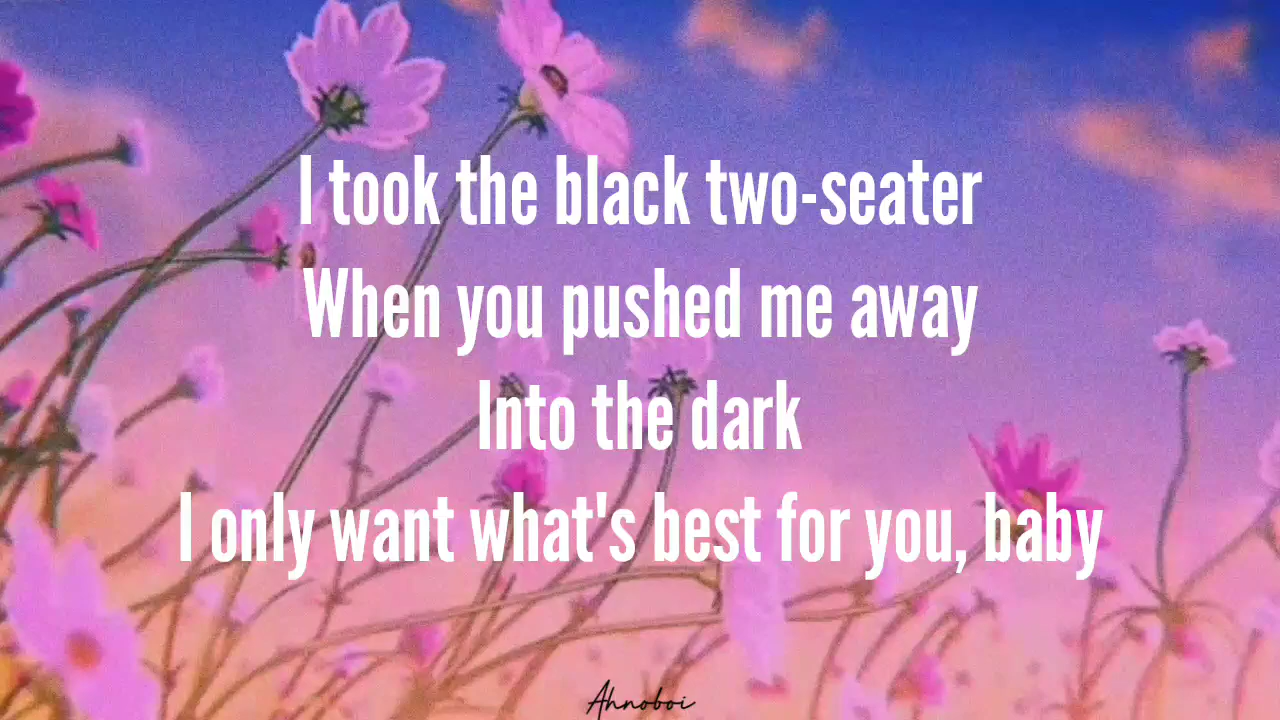 I took the black two-seater
When you pushed me away
Into the dark
I only want what's best for you, baby
Ahnoboi